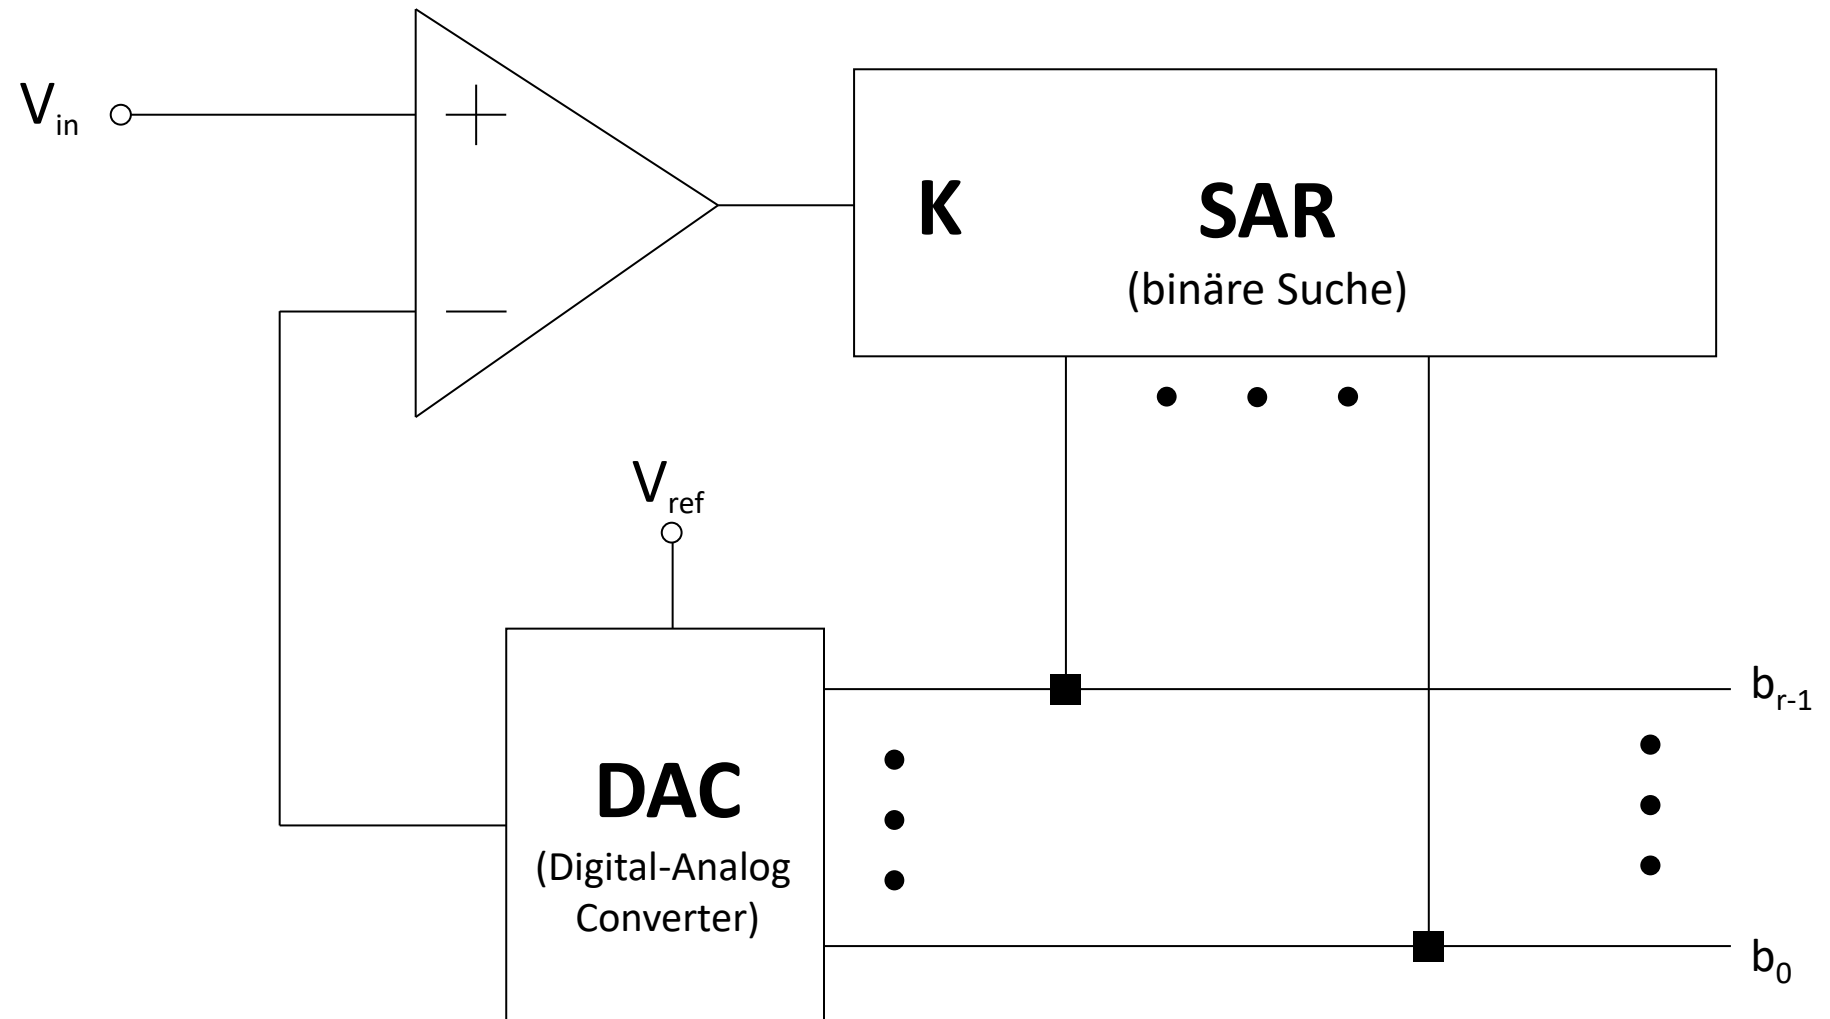 V_in
+
K SAR
(binäre Suche)
−
V_ref
b_r-1
DAC
(Digital-Analog
Converter)
b_0